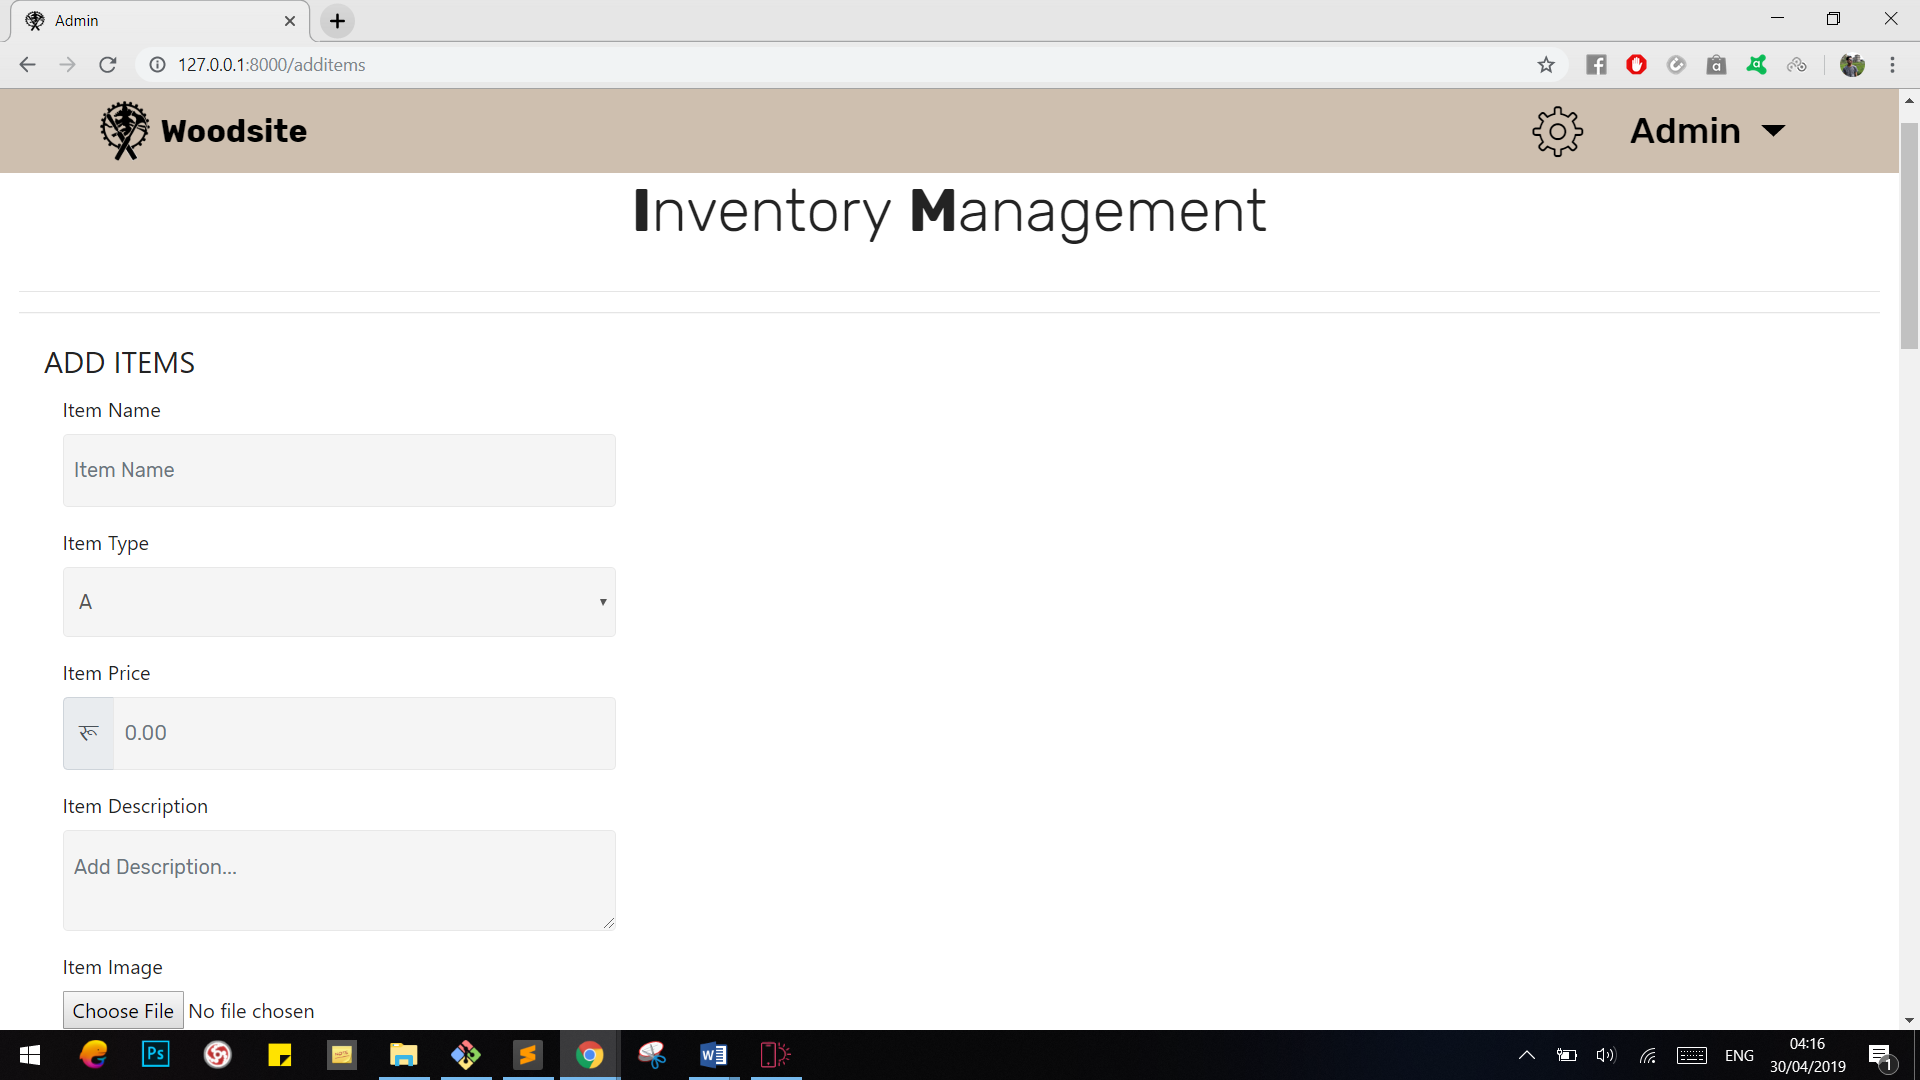 Admin
127.0.0.1:8000/additems
Woodsite
Admin
Inventory Management
ADD ITEMS
Item Name
Item Name
Item Type
A
Item Price
रू 0.00
Item Description
Add Description...
Item Image
Choose File No file chosen
Ps
ENG
04:16
30/04/2019
1